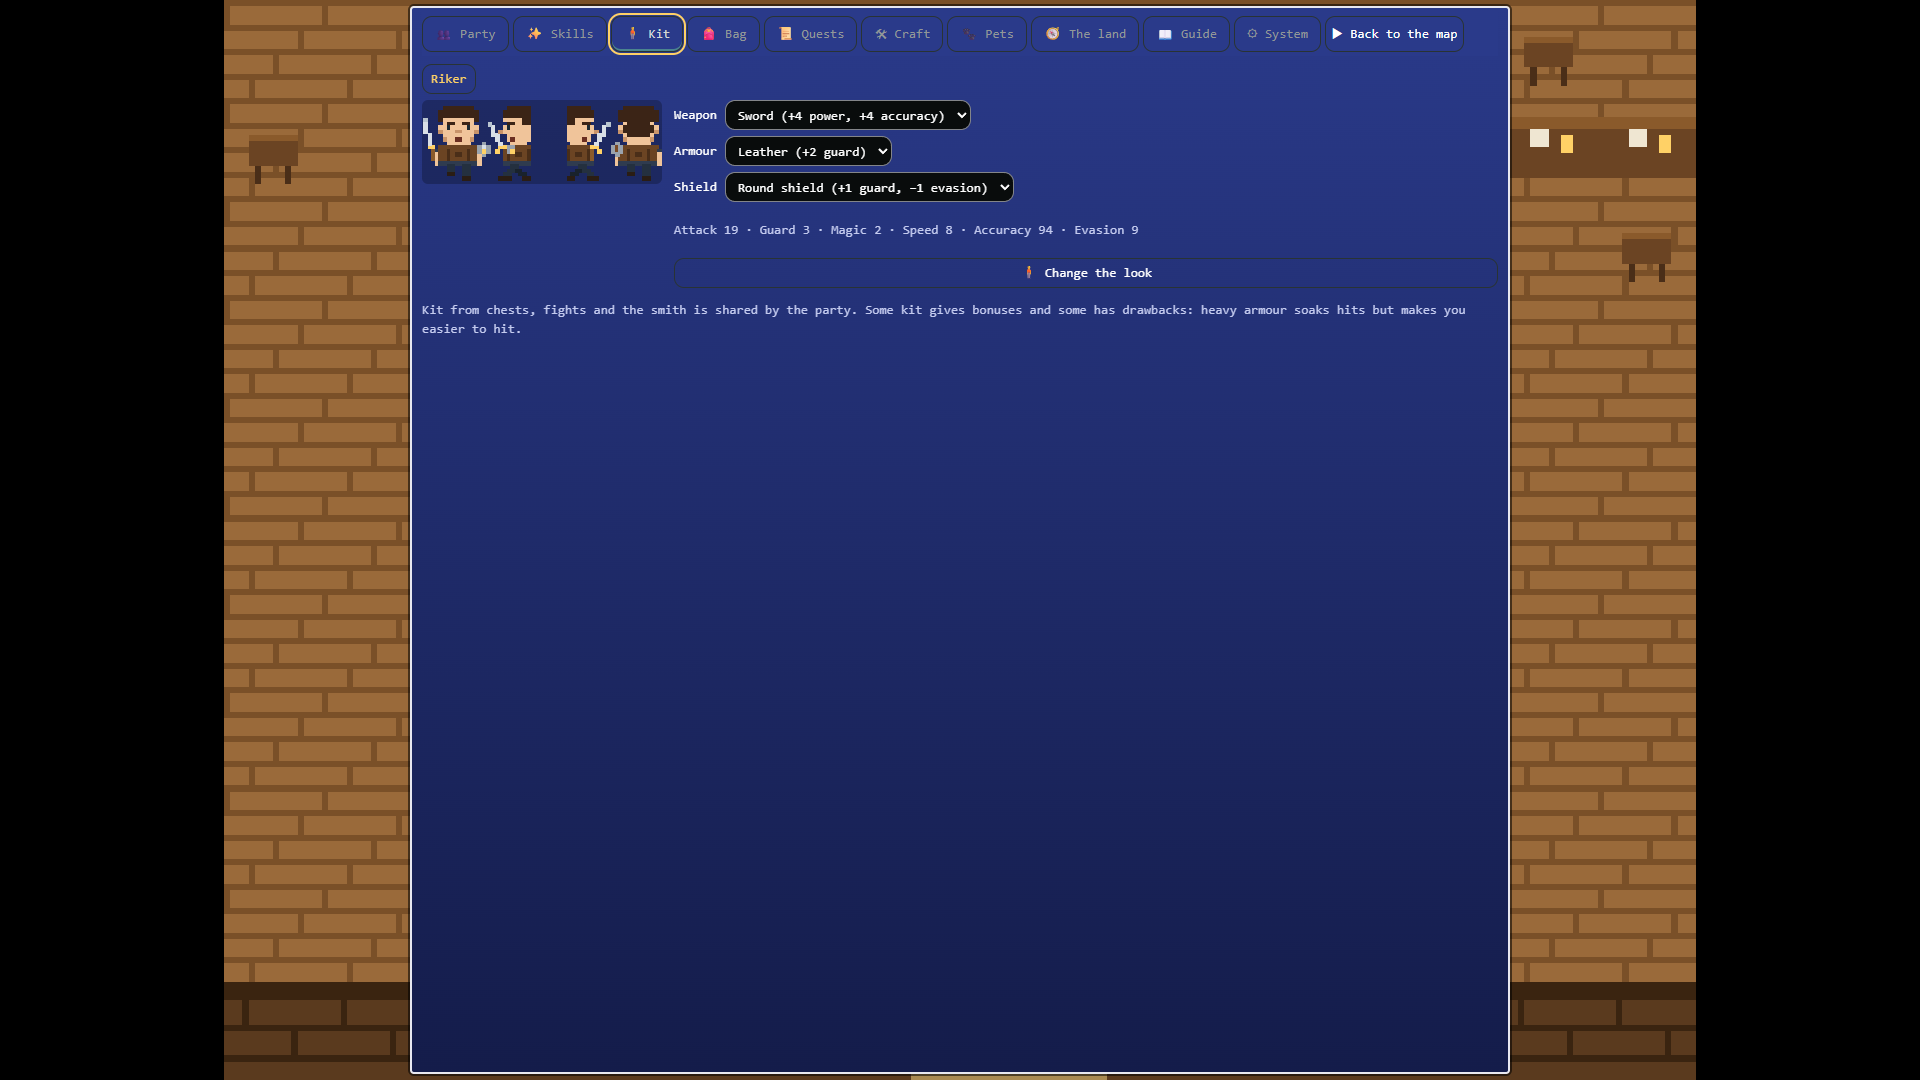 Party
Skills
Kit
Bag
Quests
Craft
Pets
The land
Guide
System
Back to the map
Riker
Weapon
Sword (+4 power, +4 accuracy)
Armour
Leather (+2 guard)
Shield
Round shield (+1 guard, −1 evasion)
Attack 19 · Guard 3 · Magic 2 · Speed 8 · Accuracy 94 · Evasion 9
Change the look
Kit from chests, fights and the smith is shared by the party. Some kit gives bonuses and some has drawbacks: heavy armour soaks hits but makes you
easier to hit.